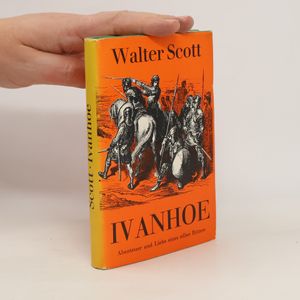 Walter Scott
IVANHOE
Abenteuer und Liebe eines edlen Ritters
Scott · Ivanhoe